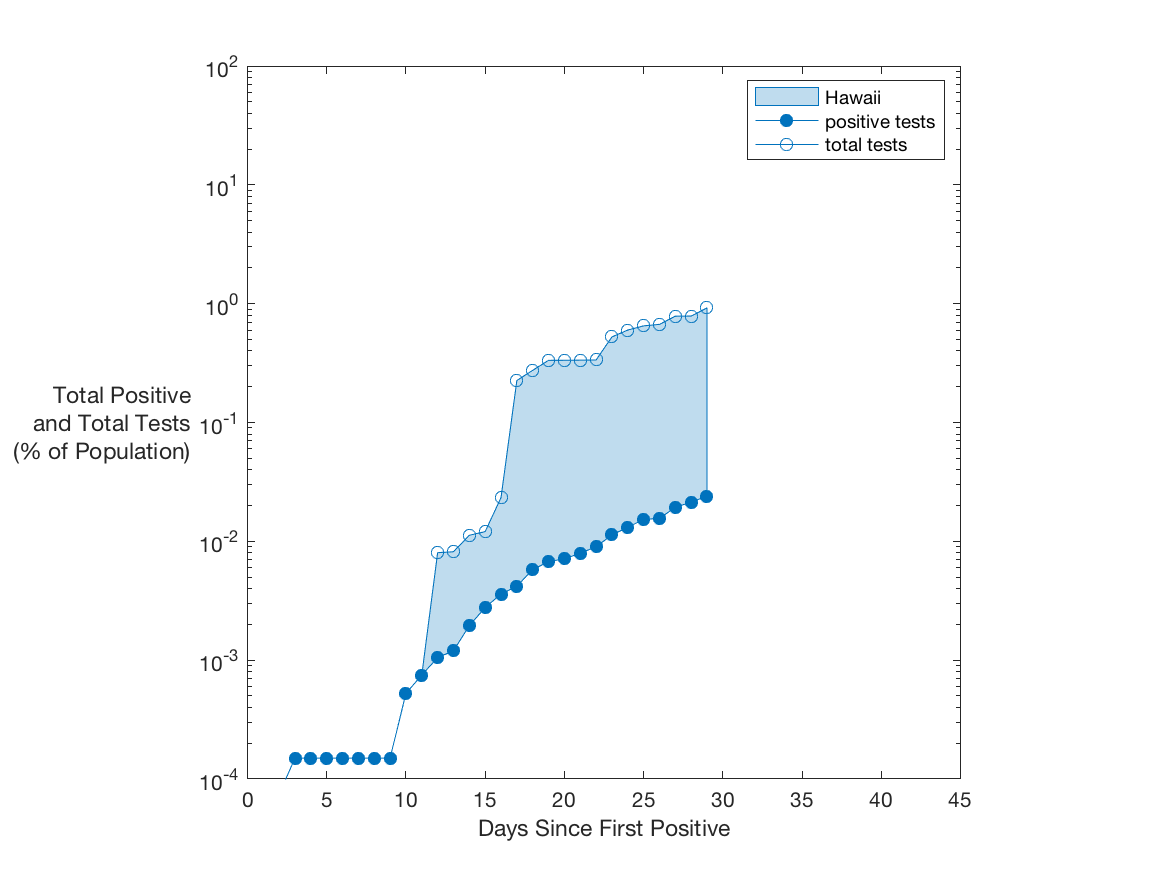 10^2
10^1
10^0
10^-1
10^-2
10^-3
10^-4
Total Positive
and Total Tests
(% of Population)
Hawaii
positive tests
total tests
0 5 10 15 20 25 30 35 40 45
Days Since First Positive